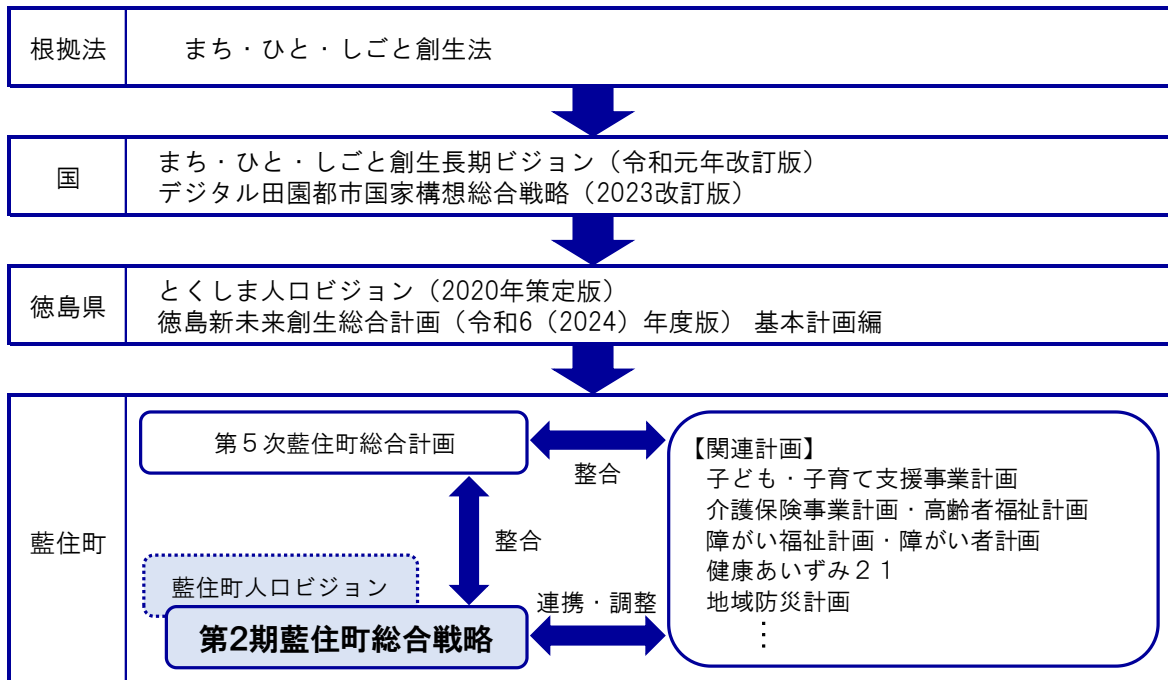 根拠法
まち・ひと・しごと創生法
国
まち・ひと・しごと創生長期ビジョン（令和元年改訂版）
デジタル田園都市国家構想総合戦略（2023改訂版）
徳島県
とくしま人口ビジョン（2020年策定版）
徳島新未来創生総合計画（令和6（2024）年度版） 基本計画編
藍住町
第５次藍住町総合計画
整合
整合
藍住町人口ビジョン
第2期藍住町総合戦略
連携・調整
【関連計画】
子ども・子育て支援事業計画
介護保険事業計画・高齢者福祉計画
障がい福祉計画・障がい者計画
健康あいずみ２１
地域防災計画
：